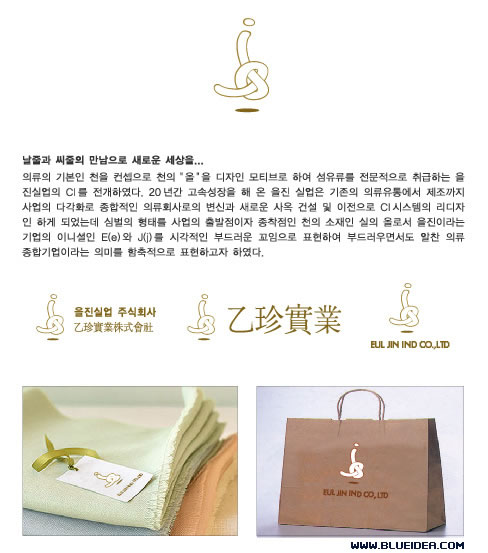 날줄과 씨줄의 만남으로 새로운 세상을...
의류의 기본인 천을 컨셉으로 천의 "올"을 디자인 모티브로 하여 섬유류를 전문적으로 취급하는 을
진실업의 CI를 전개하였다. 20년간 고속성장을 해 온 을진 실업은 기존의 의류유통에서 제조까지
사업의 다각화로 종합적인 의류회사로의 변신과 새로운 사옥 건설 및 이전으로 CI시스템의 리디자
인 하게 되었는데 심벌의 형태를 사업의 출발점이자 종착점인 천의 소재인 실의 올로서 을진이라는
기업의 이니셜인 E(e)와 J(j)를 시각적인 부드러운 꼬임으로 표현하여 부드러우면서도 알찬 의류
종합기업이라는 의미를 함축적으로 표현하고자 하였다.
을진실업 주식회사
乙珍實業株式會社
乙珍實業
EUL JIN IND CO.,LTD
EUL JIN IND CO.,LTD
WWW.BLUEIDEA.COM